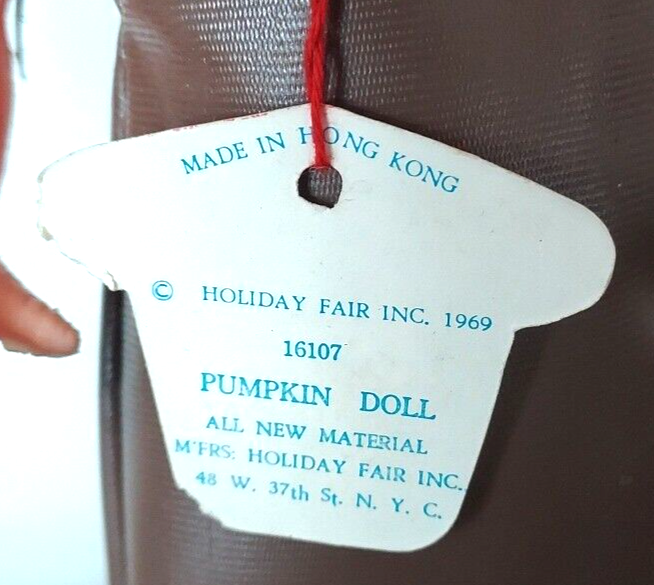 MADE IN HONG KONG
© HOLIDAY FAIR INC. 1969
16107
PUMPKIN DOLL
ALL NEW MATERIAL
M'FRS: HOLIDAY FAIR INC.
48 W. 37th St. N. Y. C.